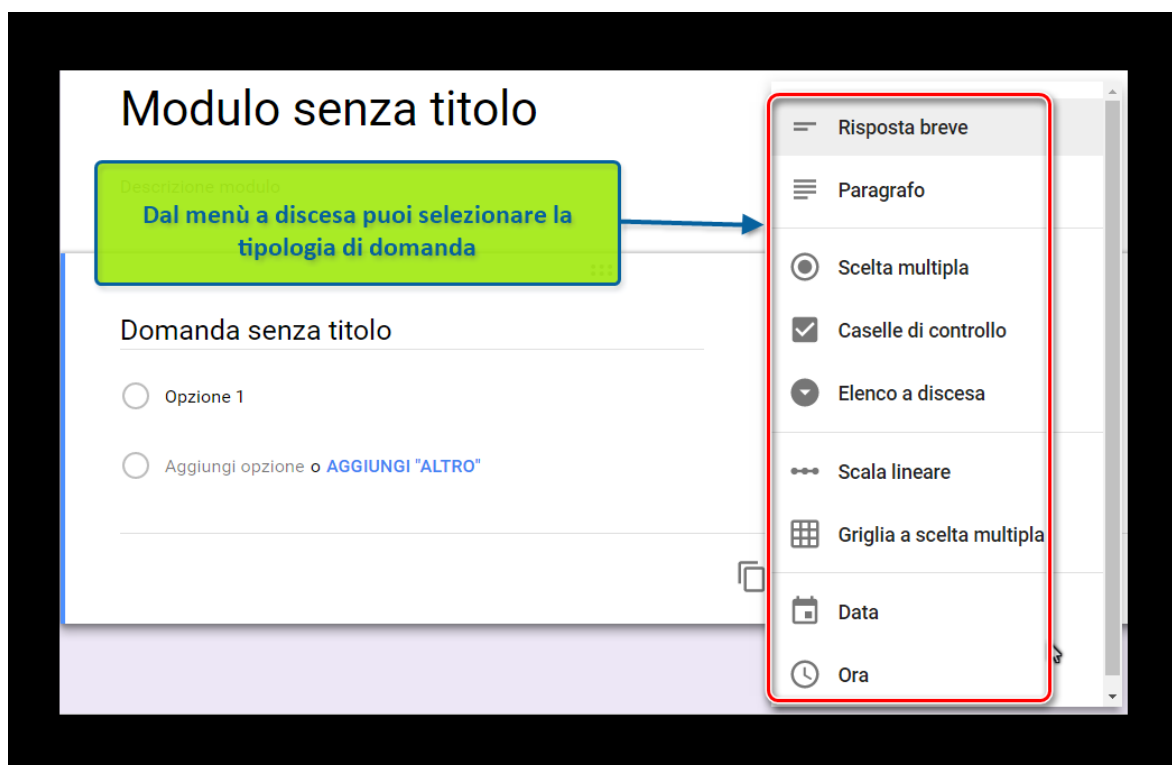 Modulo senza titolo
Descrizione modulo
Dal menù a discesa puoi selezionare la
tipologia di domanda
Domanda senza titolo
Opzione 1
Aggiungi opzione o AGGIUNGI "ALTRO"
Risposta breve
Paragrafo
Scelta multipla
Caselle di controllo
Elenco a discesa
Scala lineare
Griglia a scelta multipla
Data
Ora